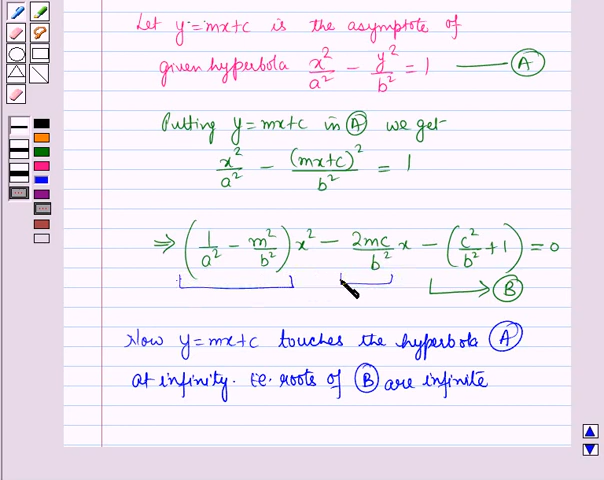 Let y=mx+c is the asymptote of
given hyperbola x²/a² - y²/b² = 1 —— (A)
Putting y=mx+c in (A) we get
x²/a² - (mx+c)²/b² = 1
⇒ (1/a² - m²/b²)x² - 2mc/b² x - (c²/b² + 1) = 0
→ (B)
Now y=mx+c touches the hyperbola (A)
at infinity. i.e. roots of (B) are infinite